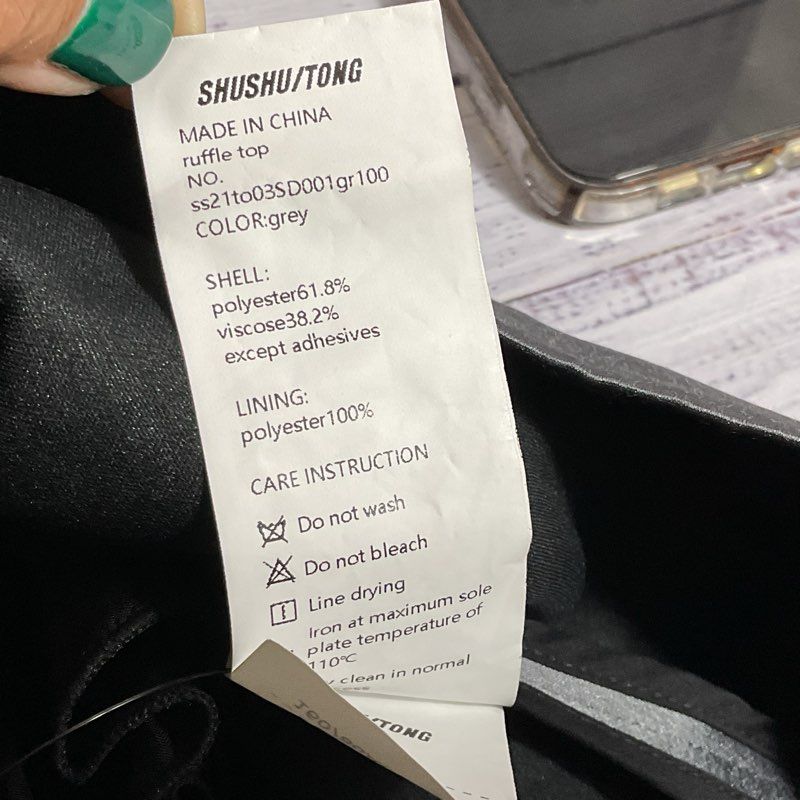 SHUSHU/TONG
MADE IN CHINA
ruffle top
NO.
ss21to03SD001gr100
COLOR:grey
SHELL:
polyester61.8%
viscose38.2%
except adhesives
LINING:
polyester100%
CARE INSTRUCTION
Do not wash
Do not bleach
Line drying
Iron at maximum sole
plate temperature of
110℃
clean in normal
/TONG